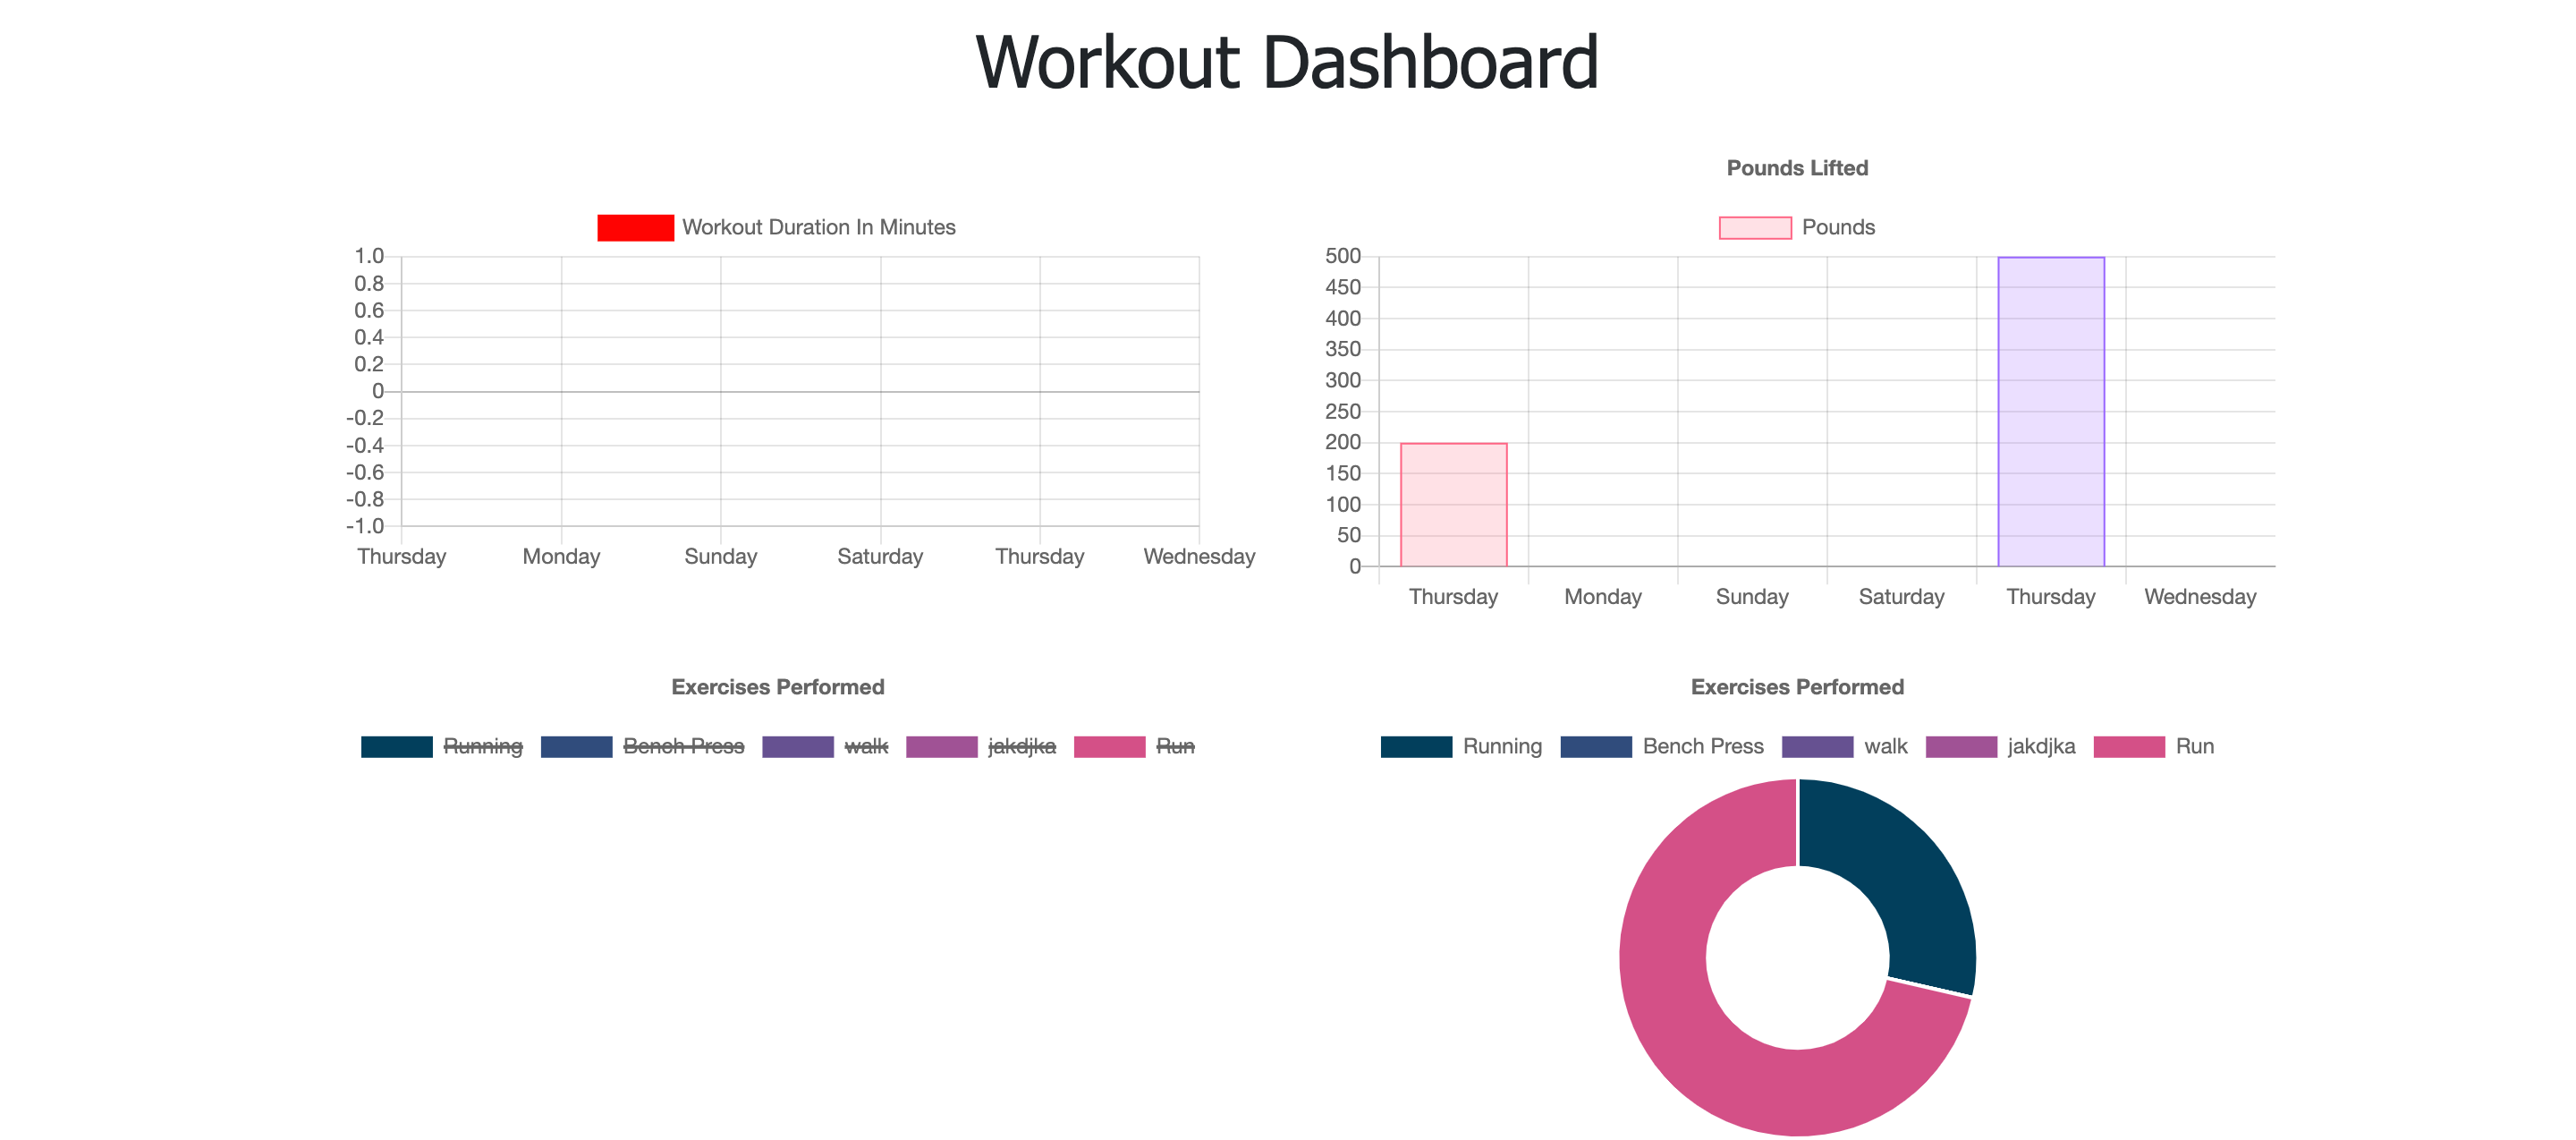 Workout Dashboard
Workout Duration In Minutes
1.0
0.8
0.6
0.4
0.2
0
-0.2
-0.4
-0.6
-0.8
-1.0
Thursday Monday Sunday Saturday Thursday Wednesday
Pounds Lifted
Pounds
500
450
400
350
300
250
200
150
100
50
0
Thursday Monday Sunday Saturday Thursday Wednesday
Exercises Performed
Running Bench Press walk jakdjka Run
Exercises Performed
Running Bench Press walk jakdjka Run